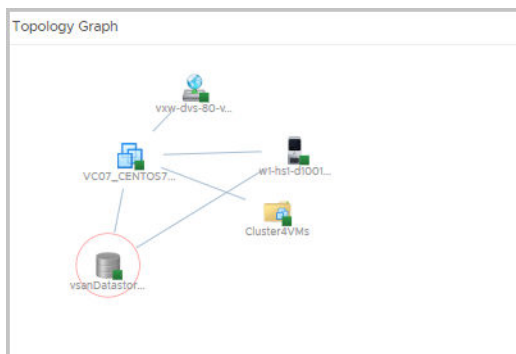 Topology Graph
vxw-dvs-80-v...
VC07_CENTOS7...
w1-hs1-d1001...
Cluster4VMs
vsanDatastor...